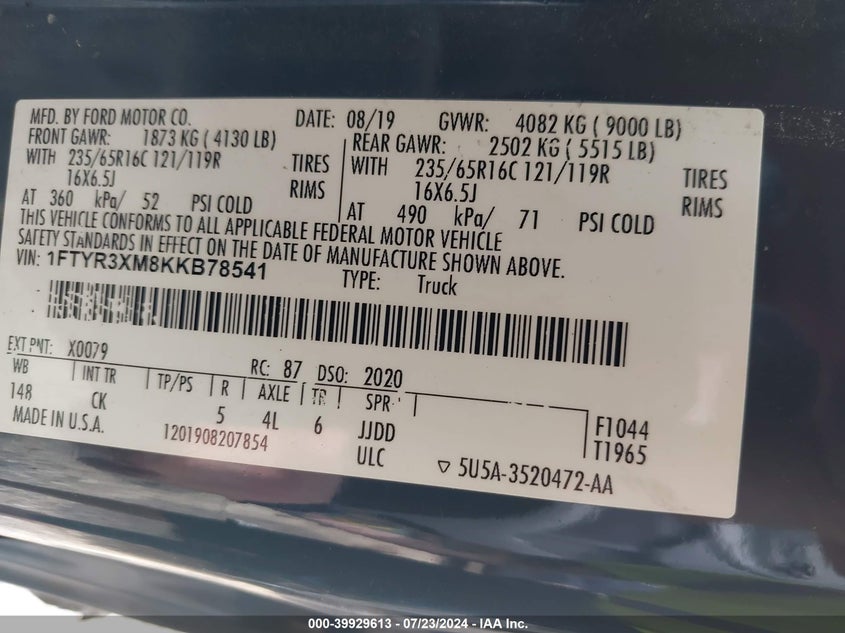 MFD. BY FORD MOTOR CO. DATE: 08/19 GVWR: 4082 KG ( 9000 LB)
FRONT GAWR: 1873 KG ( 4130 LB) REAR GAWR: 2502 KG ( 5515 LB)
WITH 235/65R16C 121/119R TIRES WITH 235/65R16C 121/119R TIRES
16X6.5J RIMS 16X6.5J RIMS
AT 360 kPa/ 52 PSI COLD AT 490 kPa/ 71 PSI COLD
THIS VEHICLE CONFORMS TO ALL APPLICABLE FEDERAL MOTOR VEHICLE
SAFETY STANDARDS IN EFFECT ON THE DATE OF MANUFACTURE SHOWN ABOVE.
VIN: 1FTYR3XM8KKB78541 TYPE: Truck
EXT PNT: X0079 RC: 87 DSO: 2020
WB INT TR TP/PS R AXLE TR SPR
148 CK 5 4L 6 JJDD F1044
MADE IN U.S.A. 1201908207854 ULC T1965
5U5A-3520472-AA
000-39929613 - 07/23/2024 - IAA Inc.